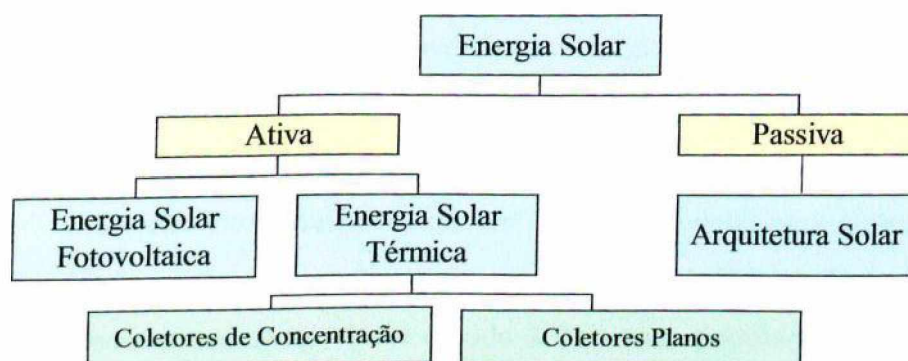 Energia Solar
Ativa
Passiva
Energia Solar
Fotovoltaica
Energia Solar
Térmica
Arquitetura Solar
Coletores de Concentração
Coletores Planos